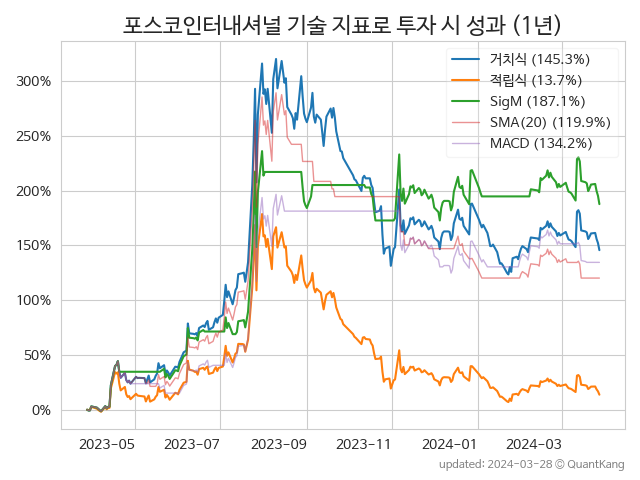 포스코인터내셔널 기술 지표로 투자 시 성과 (1년)
거치식 (145.3%)
적립식 (13.7%)
SigM (187.1%)
SMA(20) (119.9%)
MACD (134.2%)
300%
250%
200%
150%
100%
50%
0%
2023-05 2023-07 2023-09 2023-11 2024-01 2024-03
updated: 2024-03-28 © QuantKang